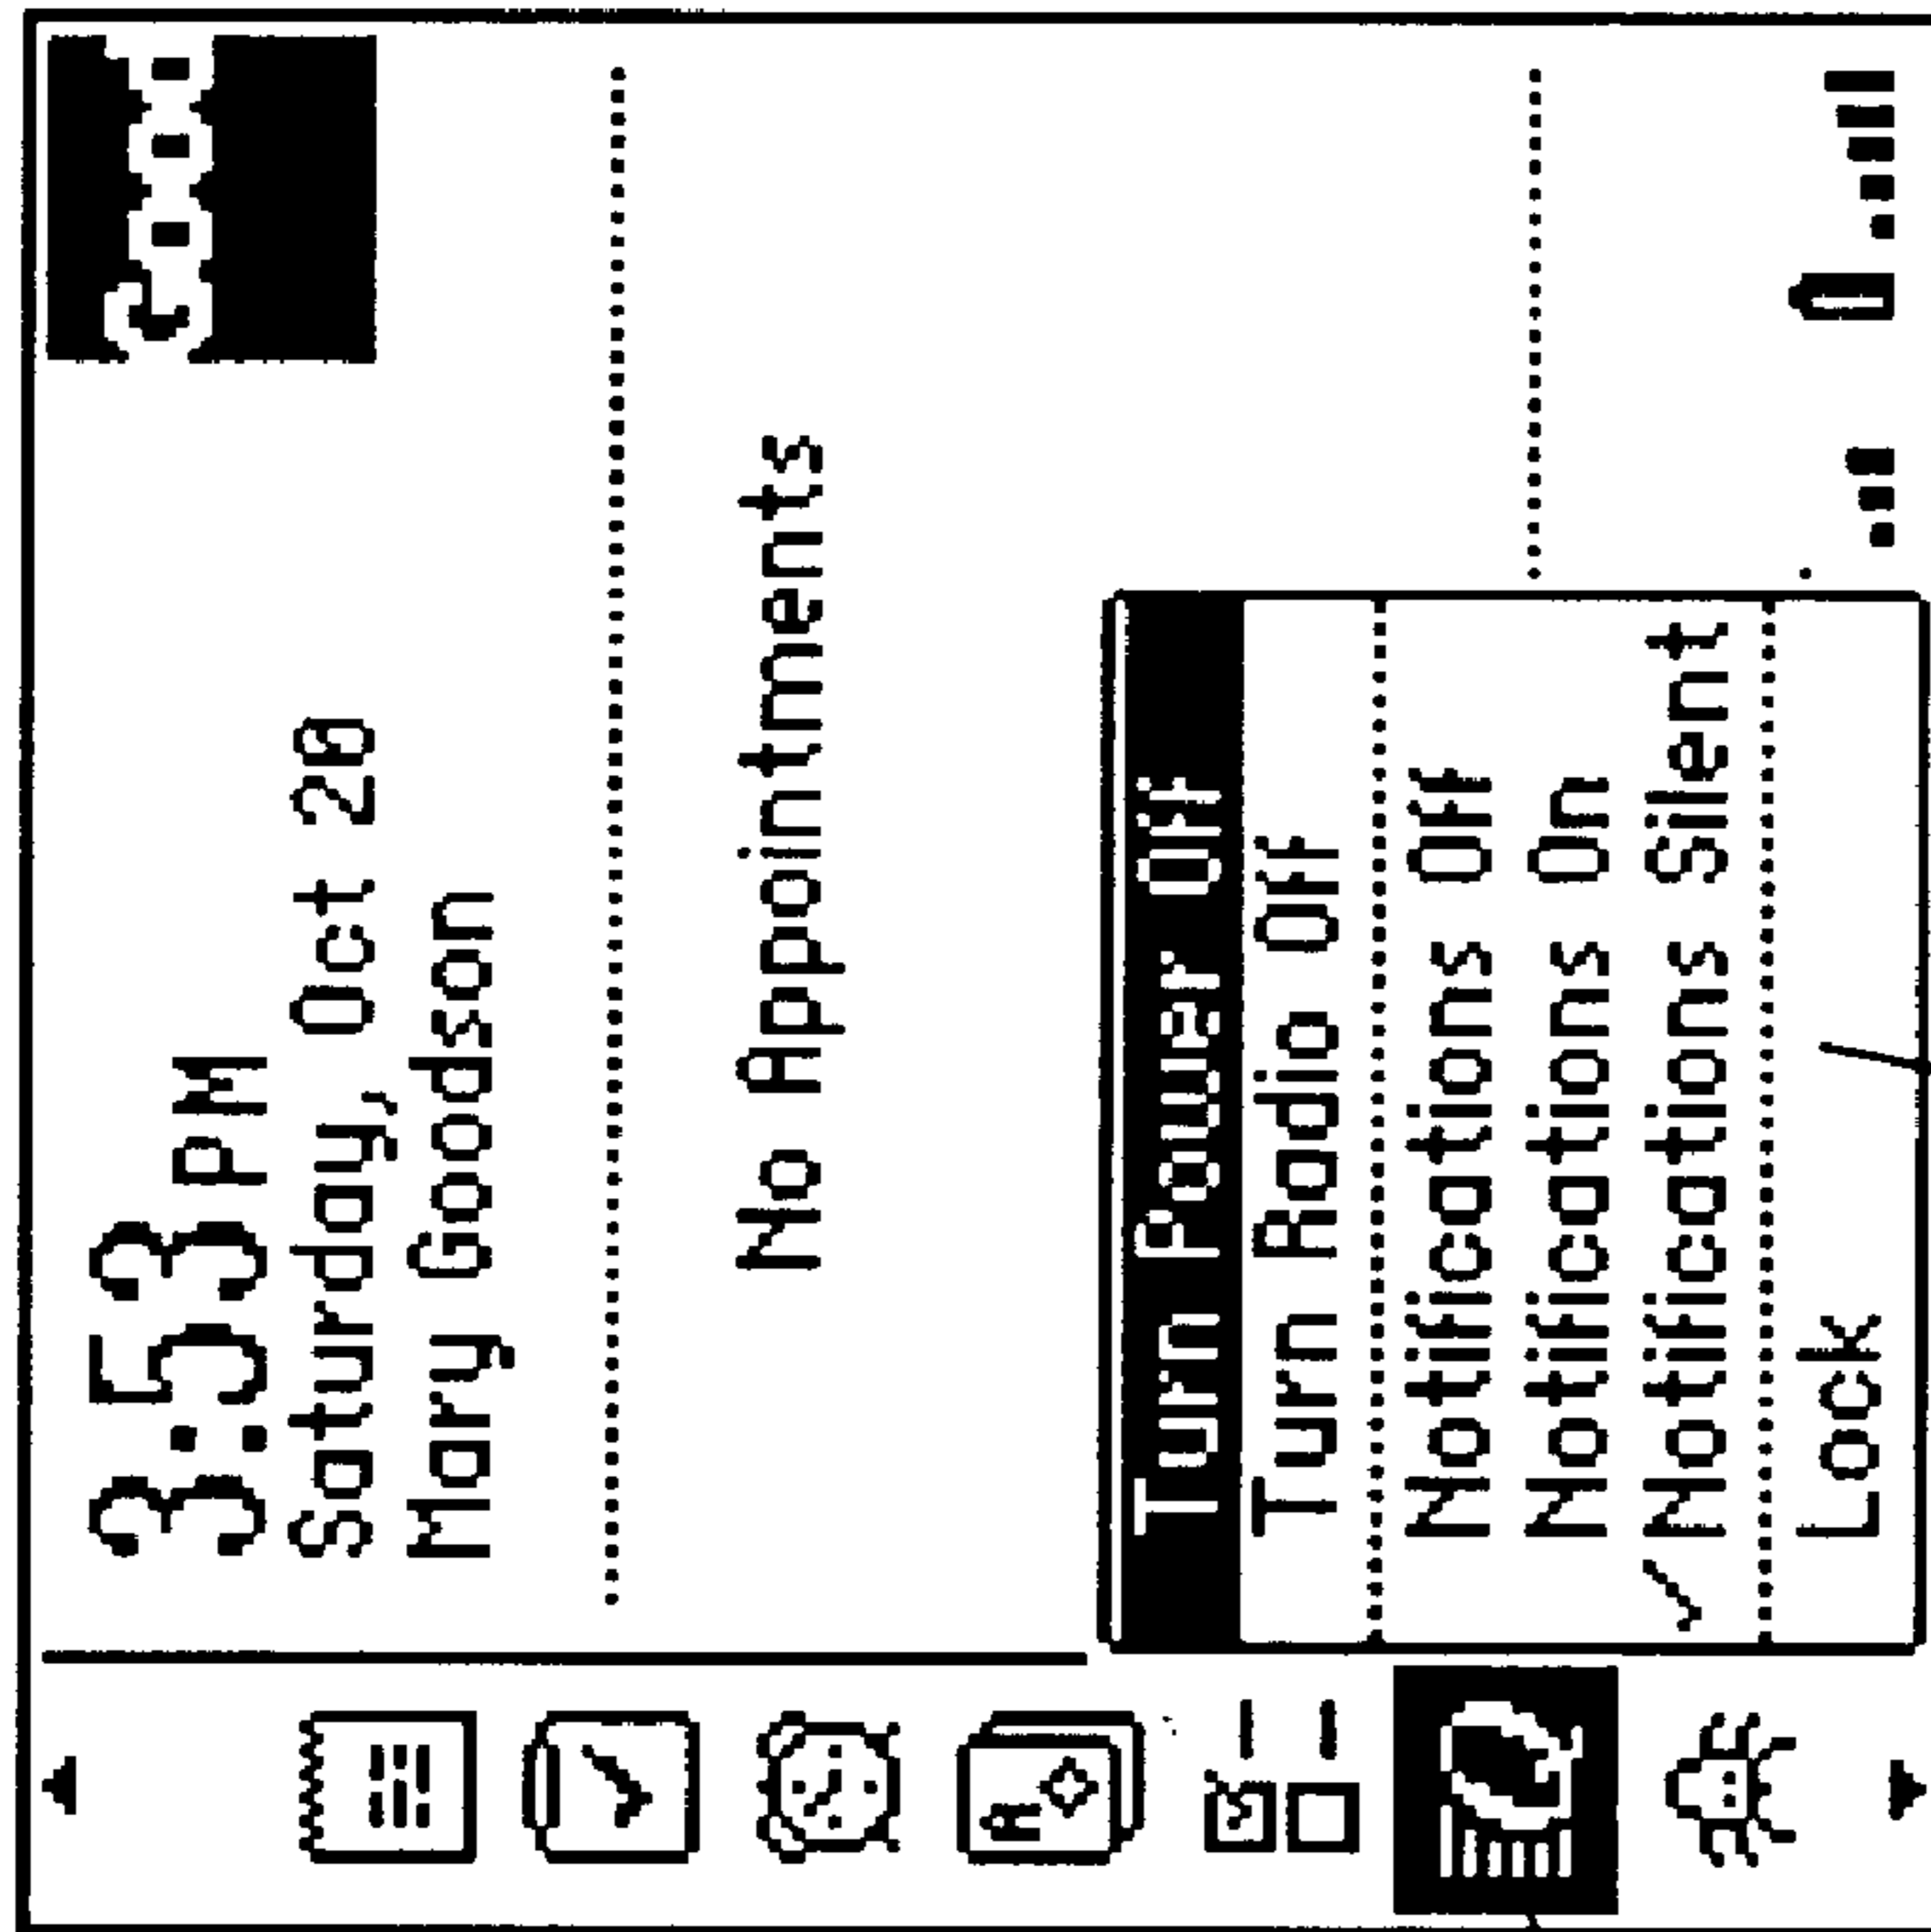 3:53 PM
Saturday, Oct 20
Mary Goodson
No Appointments
Turn Power Off
Turn Radio Off
Notifications Off
Notifications On
Notifications Silent
Lock